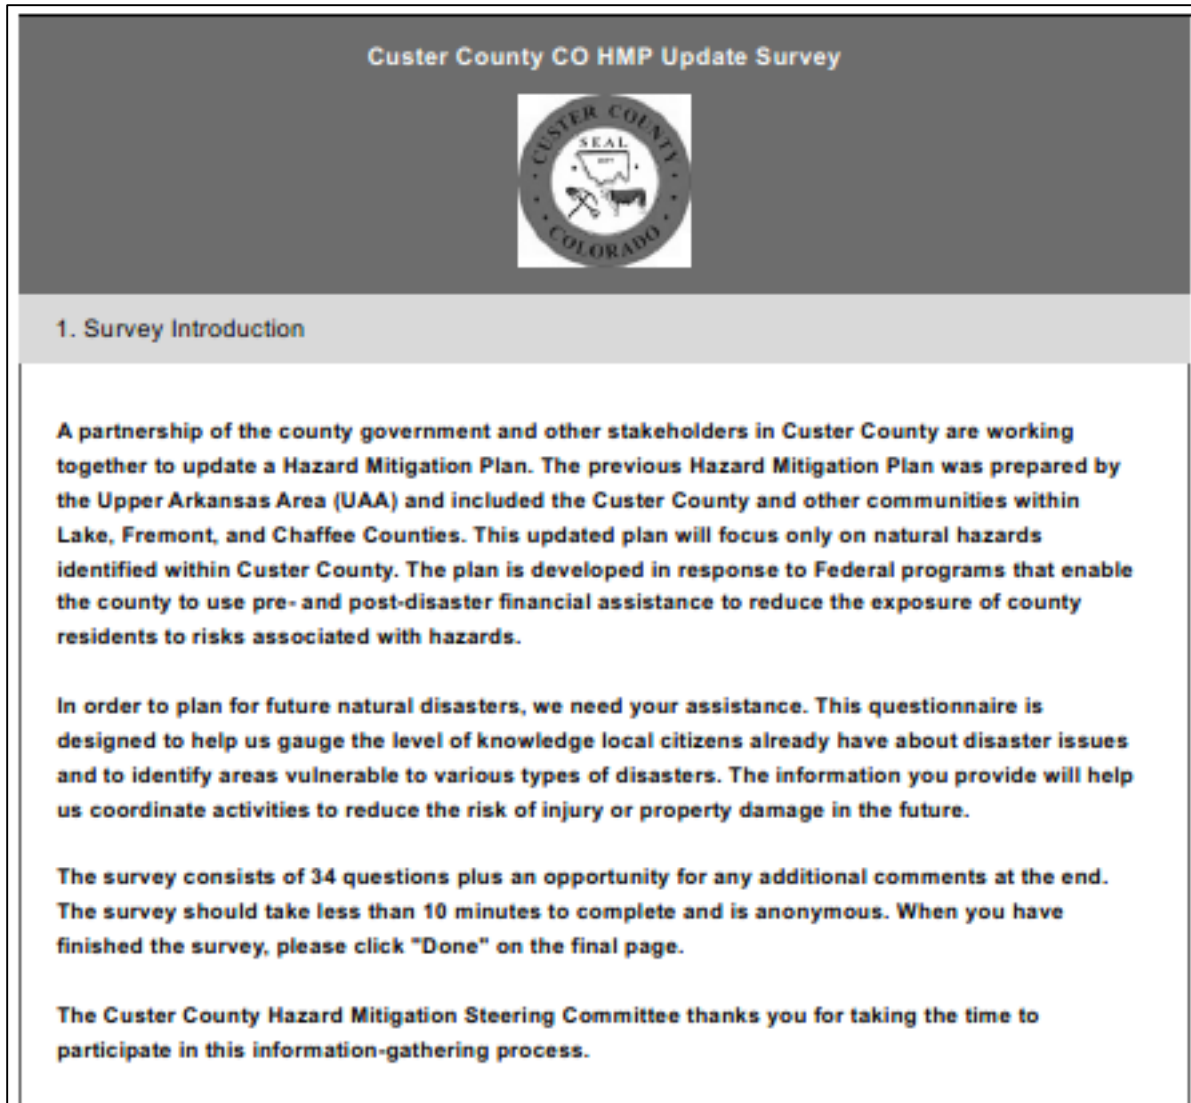 Custer County CO HMP Update Survey
CUSTER COUNTY
SEAL
COLORADO
1. Survey Introduction
A partnership of the county government and other stakeholders in Custer County are working
together to update a Hazard Mitigation Plan. The previous Hazard Mitigation Plan was prepared by
the Upper Arkansas Area (UAA) and included the Custer County and other communities within
Lake, Fremont, and Chaffee Counties. This updated plan will focus only on natural hazards
identified within Custer County. The plan is developed in response to Federal programs that enable
the county to use pre- and post-disaster financial assistance to reduce the exposure of county
residents to risks associated with hazards.
In order to plan for future natural disasters, we need your assistance. This questionnaire is
designed to help us gauge the level of knowledge local citizens already have about disaster issues
and to identify areas vulnerable to various types of disasters. The information you provide will help
us coordinate activities to reduce the risk of injury or property damage in the future.
The survey consists of 34 questions plus an opportunity for any additional comments at the end.
The survey should take less than 10 minutes to complete and is anonymous. When you have
finished the survey, please click "Done" on the final page.
The Custer County Hazard Mitigation Steering Committee thanks you for taking the time to
participate in this information-gathering process.